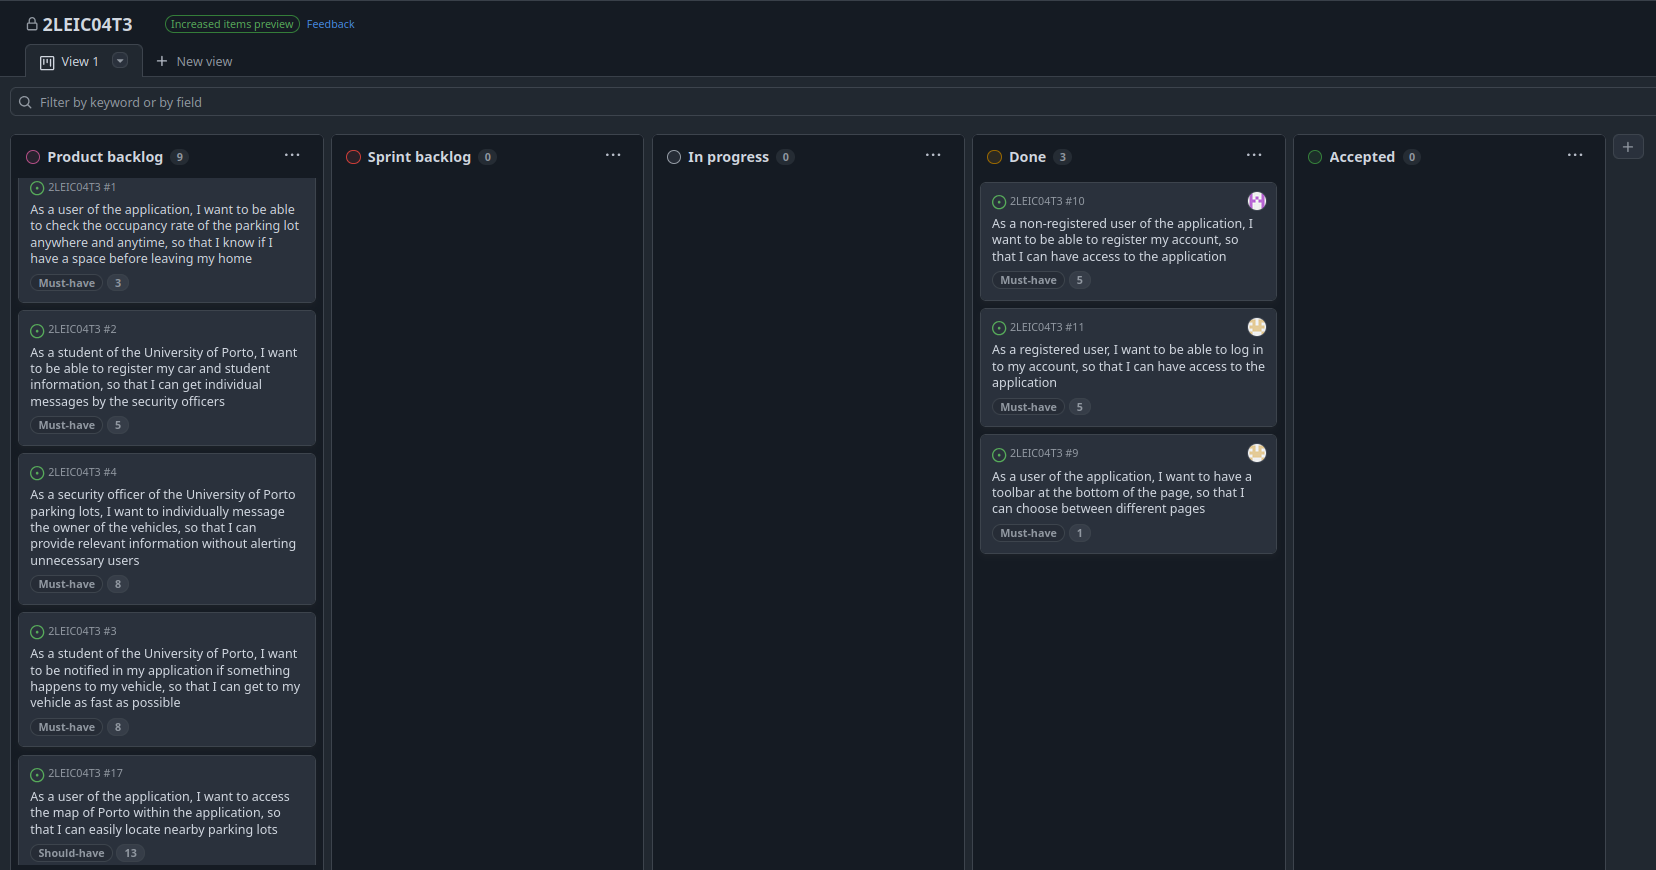 2LEIC04T3
Increased items preview
Feedback
View 1
New view
Filter by keyword or by field
Product backlog 9
2LEIC04T3 #1
As a user of the application, I want to be able
to check the occupancy rate of the parking lot
anywhere and anytime, so that I know if I
have a space before leaving my home
Must-have 3
2LEIC04T3 #2
As a student of the University of Porto, I want
to be able to register my car and student
information, so that I can get individual
messages by the security officers
Must-have 5
2LEIC04T3 #4
As a security officer of the University of Porto
parking lots, I want to individually message
the owner of the vehicles, so that I can
provide relevant information without alerting
unnecessary users
Must-have 8
2LEIC04T3 #3
As a student of the University of Porto, I want
to be notified in my application if something
happens to my vehicle, so that I can get to my
vehicle as fast as possible
Must-have 8
2LEIC04T3 #17
As a user of the application, I want to access
the map of Porto within the application, so
that I can easily locate nearby parking lots
Should-have 13
Sprint backlog 0
In progress 0
Done 3
2LEIC04T3 #10
As a non-registered user of the application, I
want to be able to register my account, so
that I can have access to the application
Must-have 5
2LEIC04T3 #11
As a registered user, I want to be able to log in
to my account, so that I can have access to the
application
Must-have 5
2LEIC04T3 #9
As a user of the application, I want to have a
toolbar at the bottom of the page, so that I
can choose between different pages
Must-have 1
Accepted 0